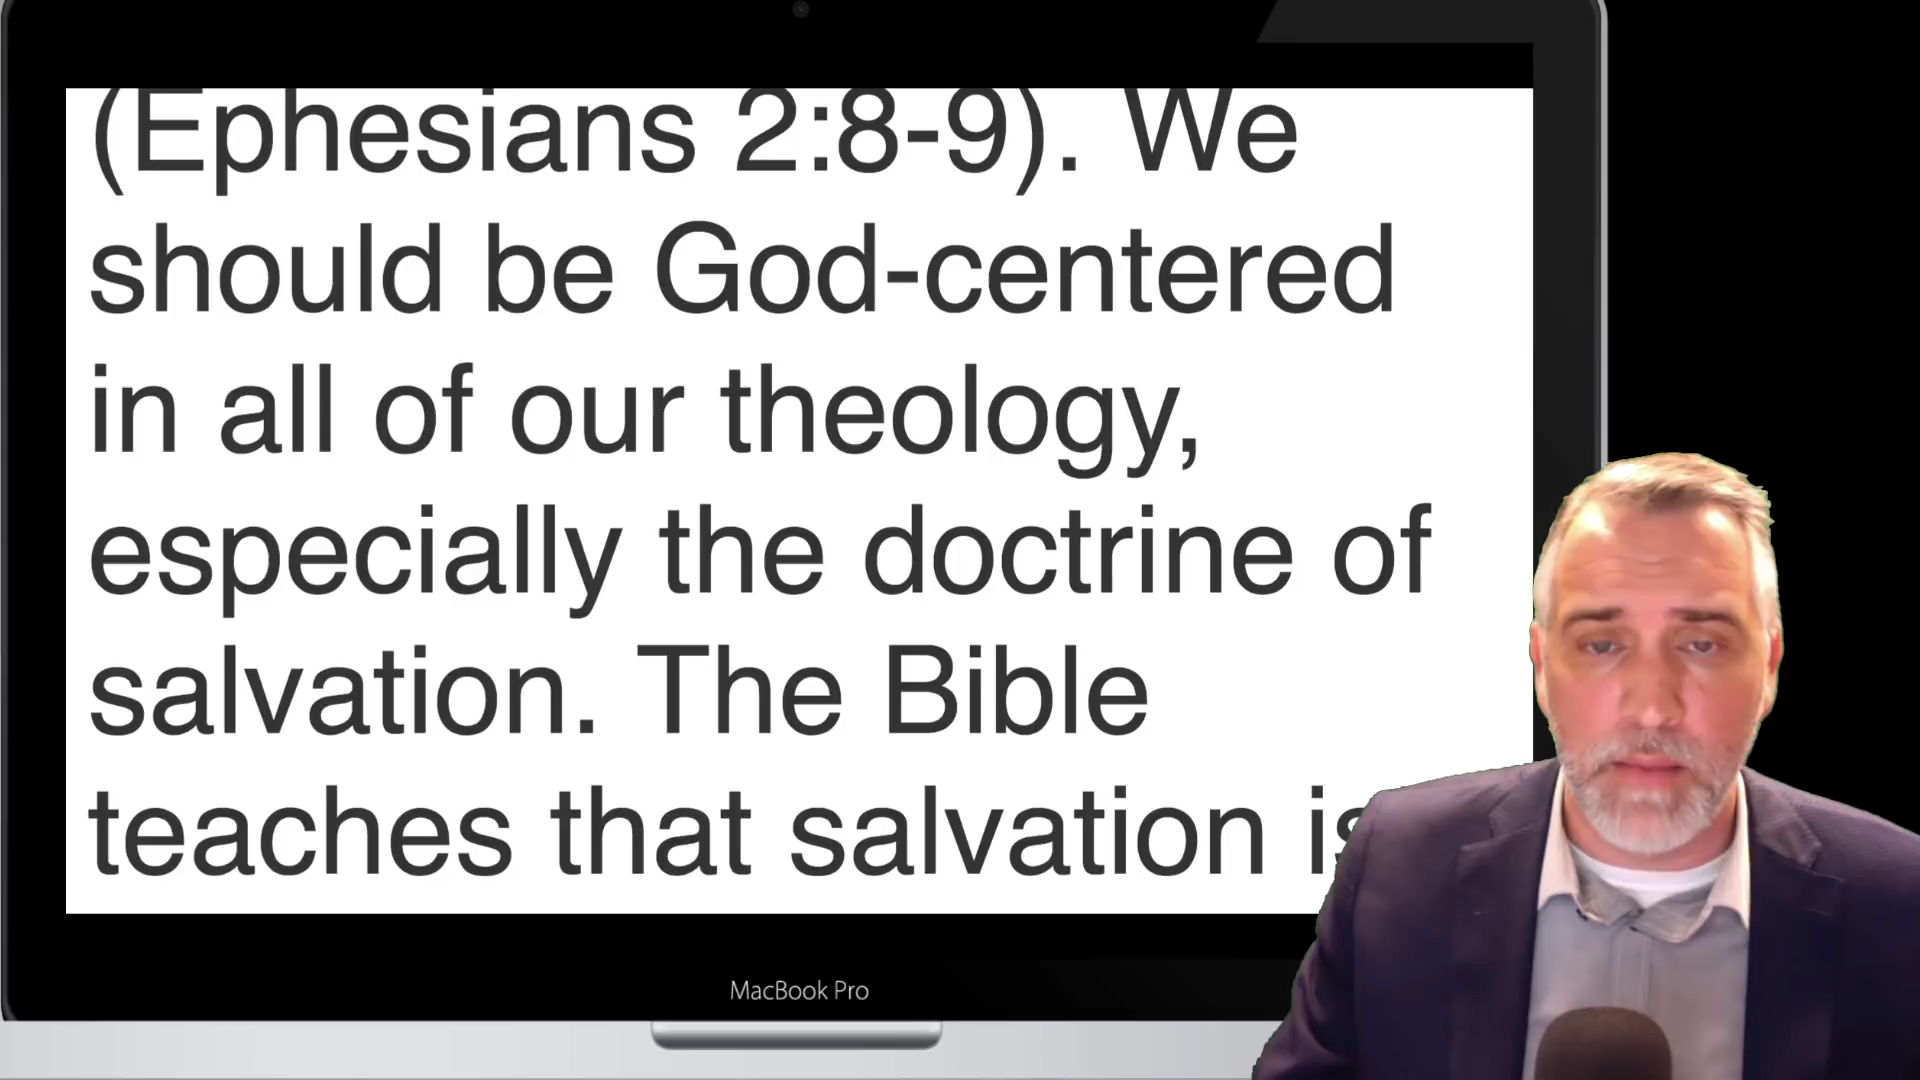 (Ephesians 2:8-9). We
should be God-centered
in all of our theology,
especially the doctrine of
salvation. The Bible
teaches that salvation is
MacBook Pro